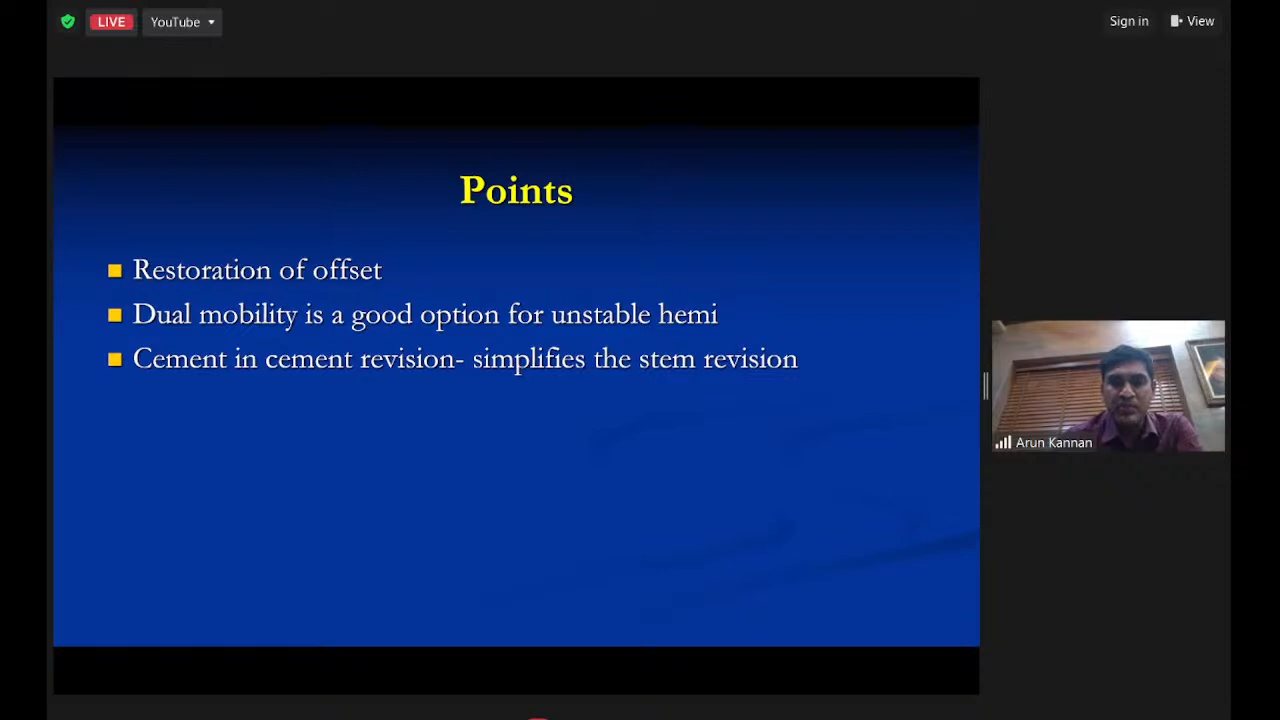 LIVE
YouTube
Sign in
View
Points
Restoration of offset
Dual mobility is a good option for unstable hemi
Cement in cement revision- simplifies the stem revision
Arun Kannan